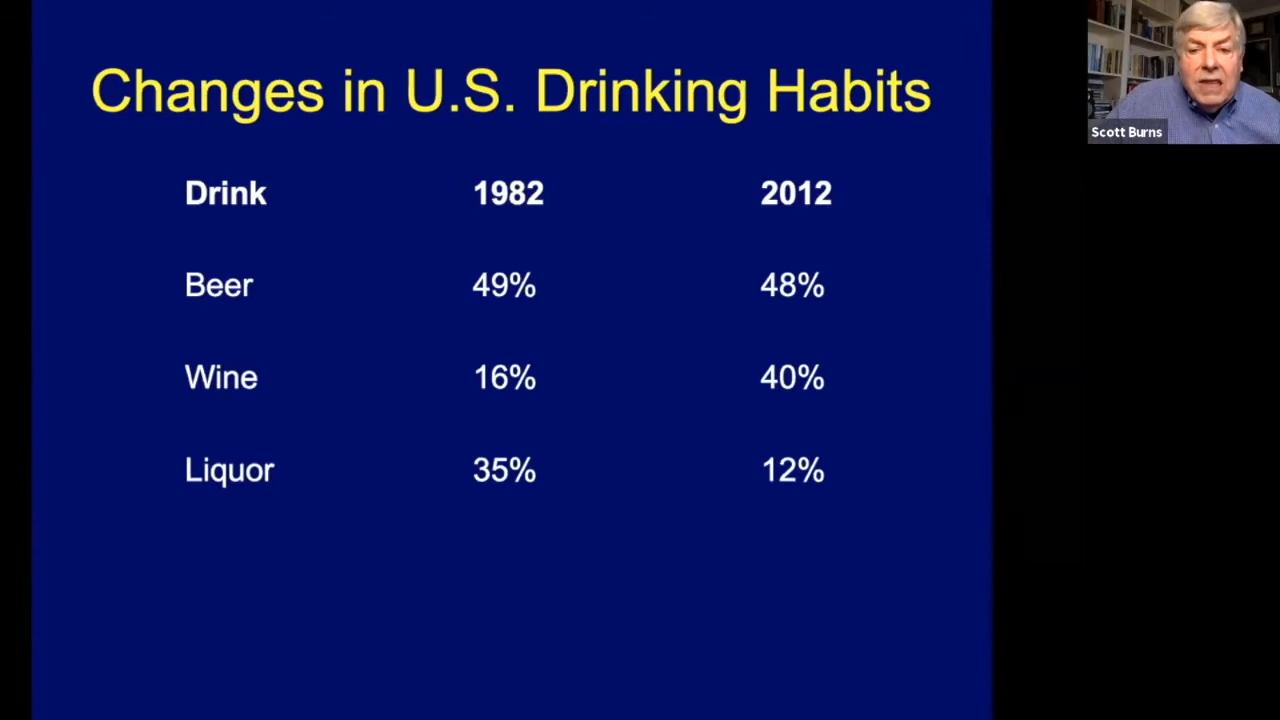 Changes in U.S. Drinking Habits
Drink 1982 2012
Beer 49% 48%
Wine 16% 40%
Liquor 35% 12%
Scott Burns